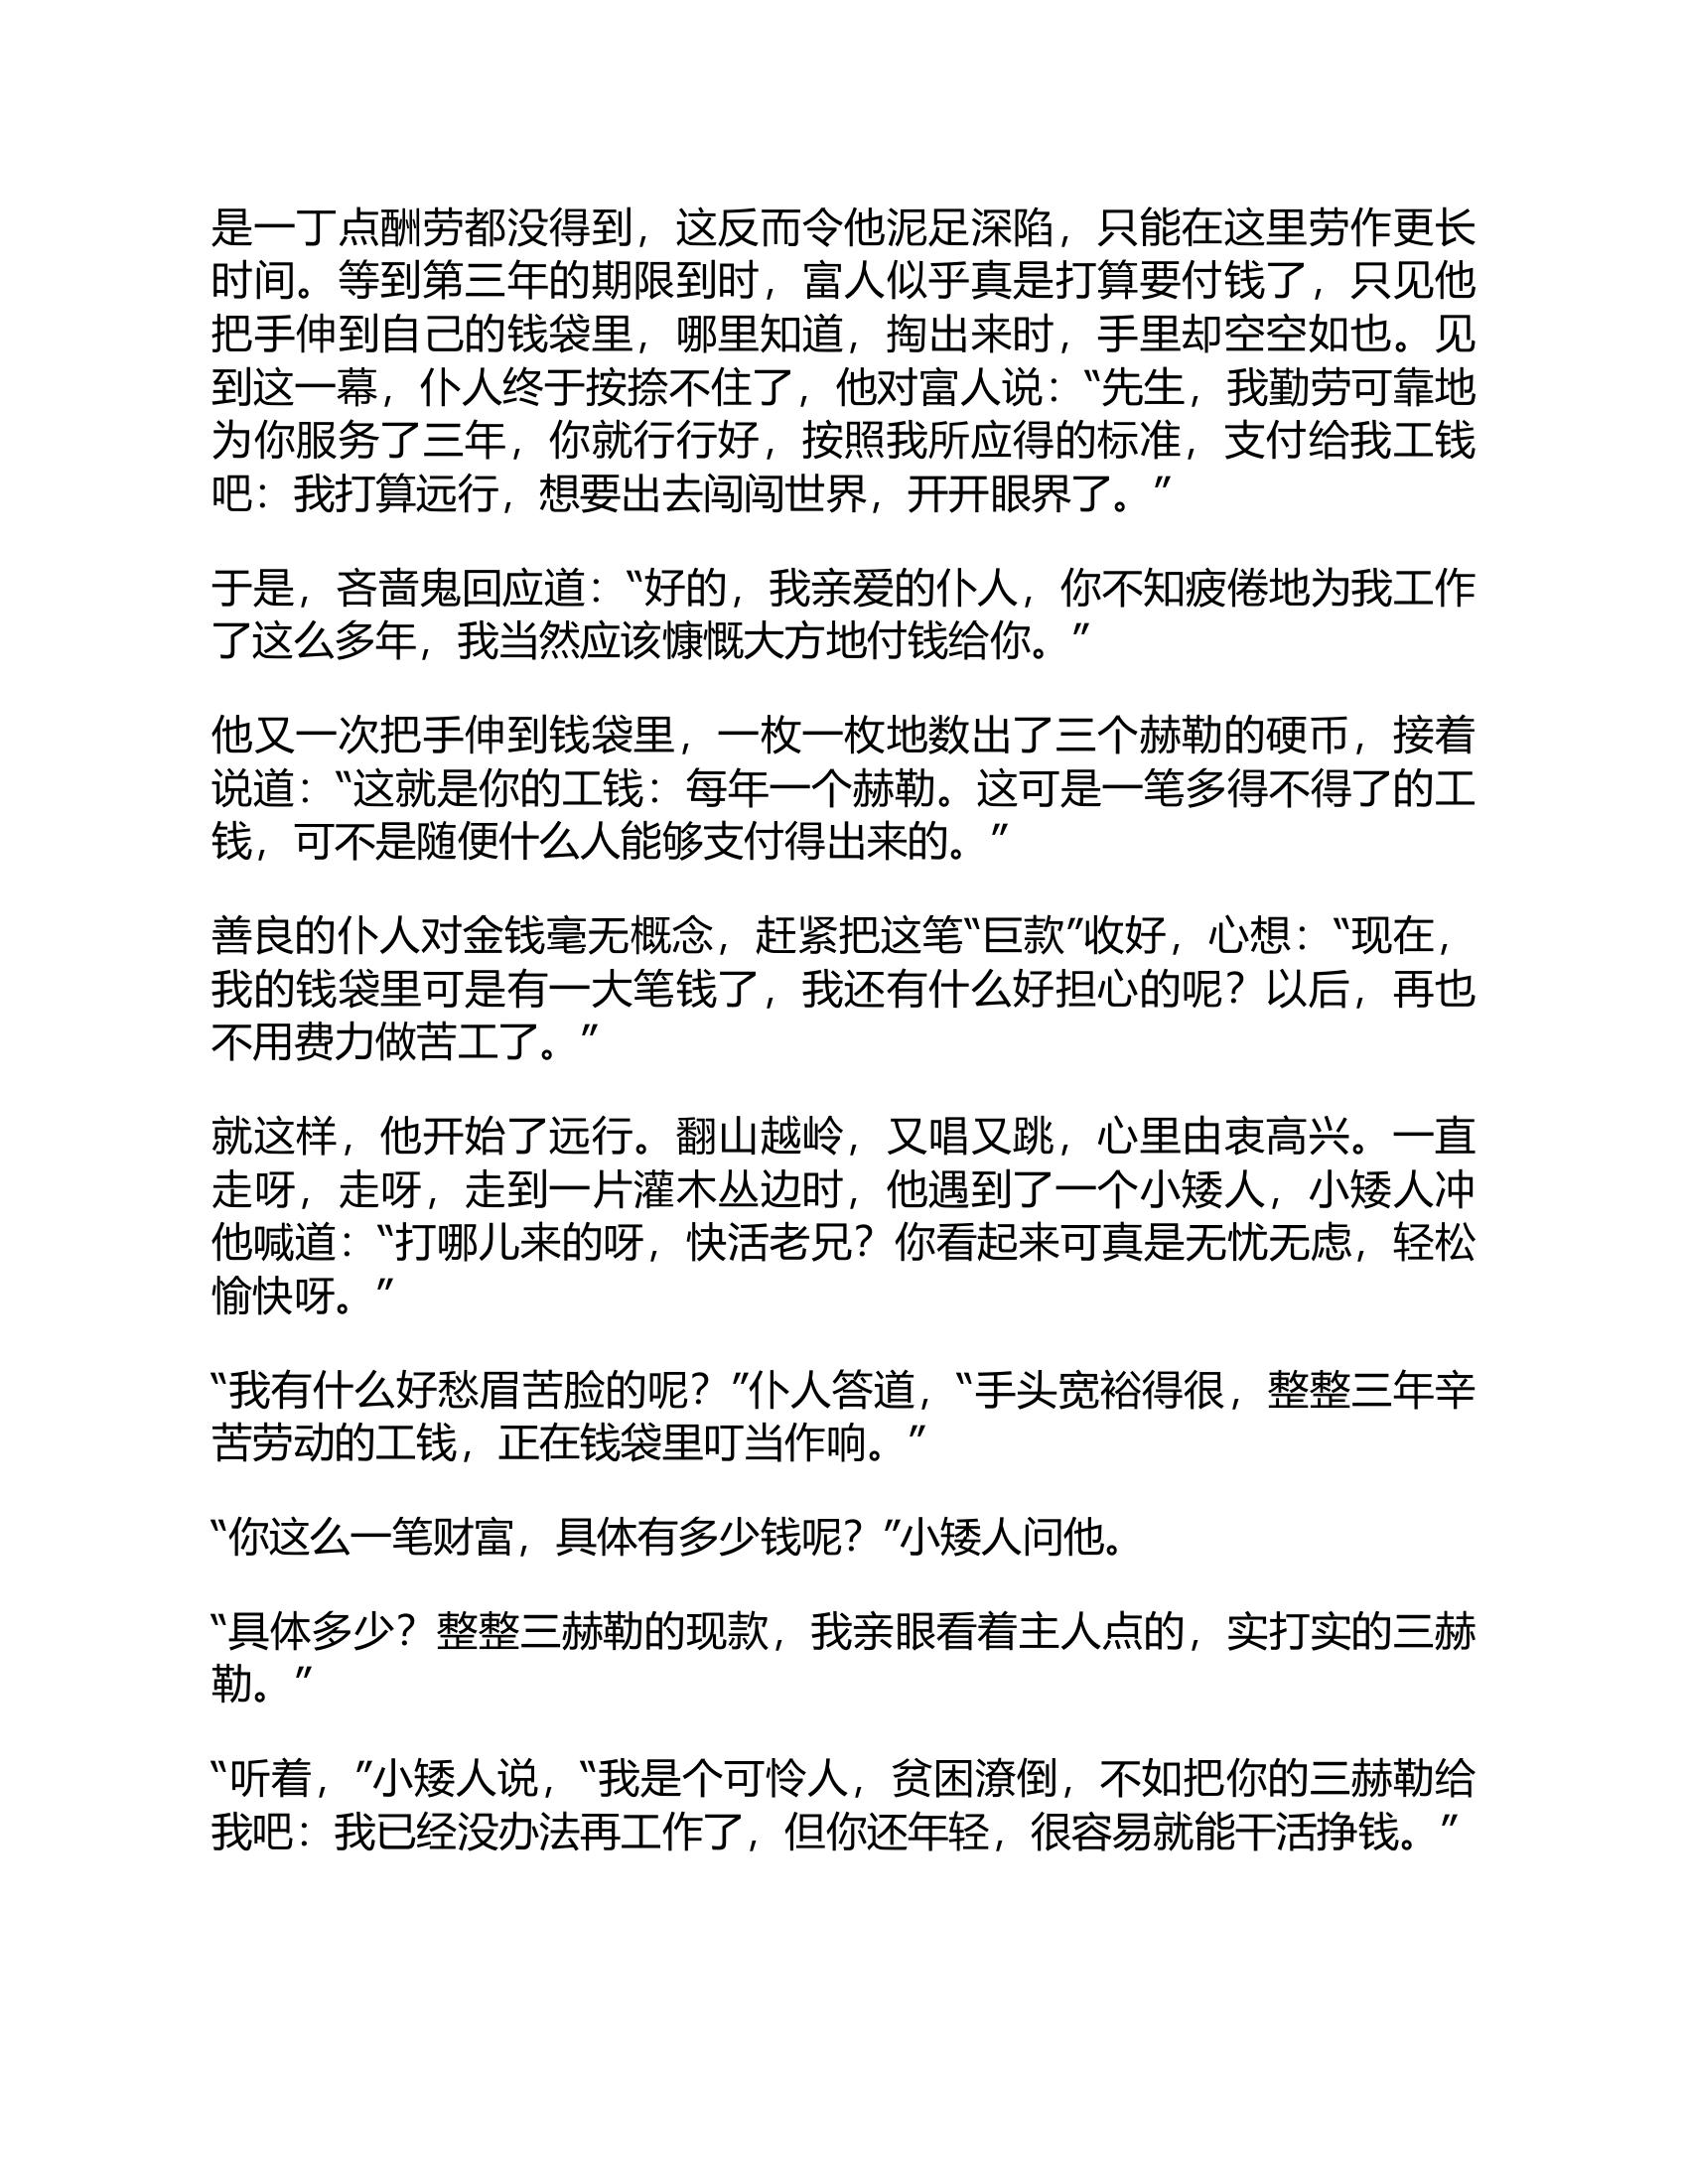 是一丁点酬劳都没得到，这反而令他泥足深陷，只能在这里劳作更长
时间。等到第三年的期限到时，富人似乎真是打算要付钱了，只见他
把手伸到自己的钱袋里，哪里知道，掏出来时，手里却空空如也。见
到这一幕，仆人终于按捺不住了，他对富人说：“先生，我勤劳可靠地
为你服务了三年，你就行行好，按照我所应得的标准，支付给我工钱
吧：我打算远行，想要出去闯闯世界，开开眼界了。”
于是，吝啬鬼回应道：“好的，我亲爱的仆人，你不知疲倦地为我工作
了这么多年，我当然应该慷慨大方地付钱给你。”
他又一次把手伸到钱袋里，一枚一枚地数出了三个赫勒的硬币，接着
说道：“这就是你的工钱：每年一个赫勒。这可是一笔多得不得了的工
钱，可不是随便什么人能够支付得出来的。”
善良的仆人对金钱毫无概念，赶紧把这笔“巨款”收好，心想：“现在，
我的钱袋里可是有一大笔钱了，我还有什么好担心的呢？以后，再也
不用费力做苦工了。”
就这样，他开始了远行。翻山越岭，又唱又跳，心里由衷高兴。一直
走呀，走呀，走到一片灌木丛边时，他遇到了一个小矮人，小矮人冲
他喊道：“打哪儿来的呀，快活老兄？你看起来可真是无忧无虑，轻松
愉快呀。”
“我有什么好愁眉苦脸的呢？”仆人答道，“手头宽裕得很，整整三年辛
苦劳动的工钱，正在钱袋里叮当作响。”
“你这么一笔财富，具体有多少钱呢？”小矮人问他。
“具体多少？整整三赫勒的现款，我亲眼看着主人点的，实打实的三赫
勒。”
“听着，”小矮人说，“我是个可怜人，贫困潦倒，不如把你的三赫勒给
我吧：我已经没办法再工作了，但你还年轻，很容易就能干活挣钱。”